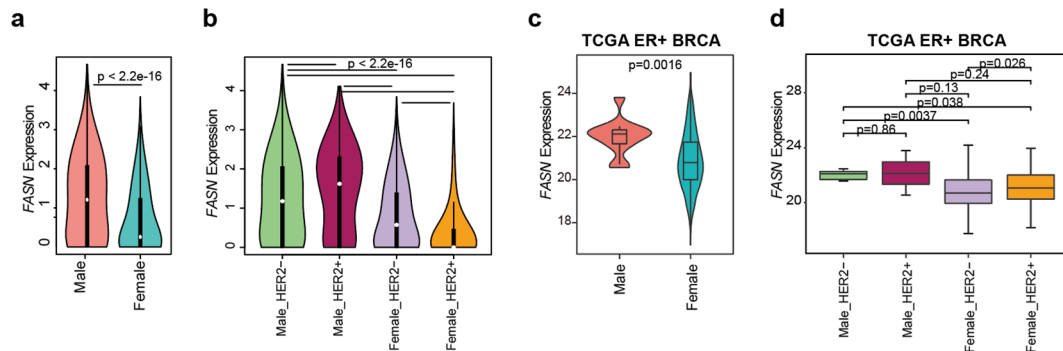 a
b
c
d
FASN Expression
4
3
2
1
0
p < 2.2e-16
Male
Female
FASN Expression
4
3
2
1
0
p < 2.2e-16
Male_HER2−
Male_HER2+
Female_HER2−
Female_HER2+
TCGA ER+ BRCA
p=0.0016
FASN Expression
24
22
20
18
Male
Female
TCGA ER+ BRCA
p=0.026
p=0.24
p=0.13
p=0.038
p=0.0037
p=0.86
FASN Expression
28
24
20
Male_HER2−
Male_HER2+
Female_HER2−
Female_HER2+